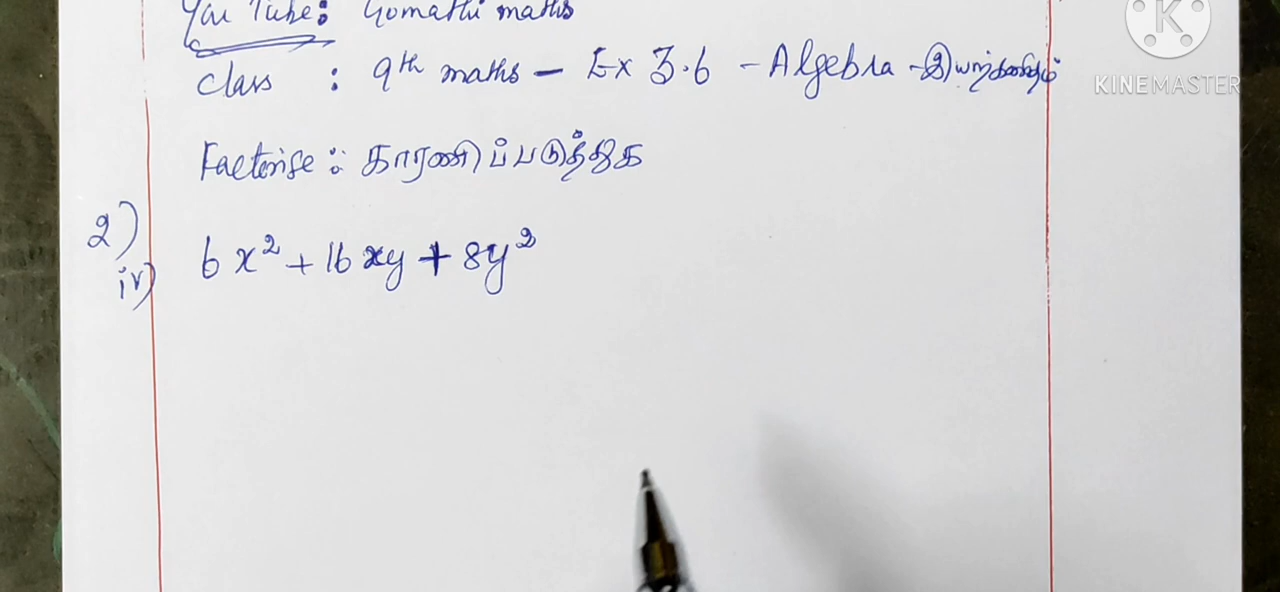 You Tube: Gomathi maths
class : 9th maths – Ex 3.6 – Algebra – இயற்கணிதம்
Factorise : காரணிப்படுத்துக
2)
iv) 6x² + 16xy + 8y²
K
KINEMASTER